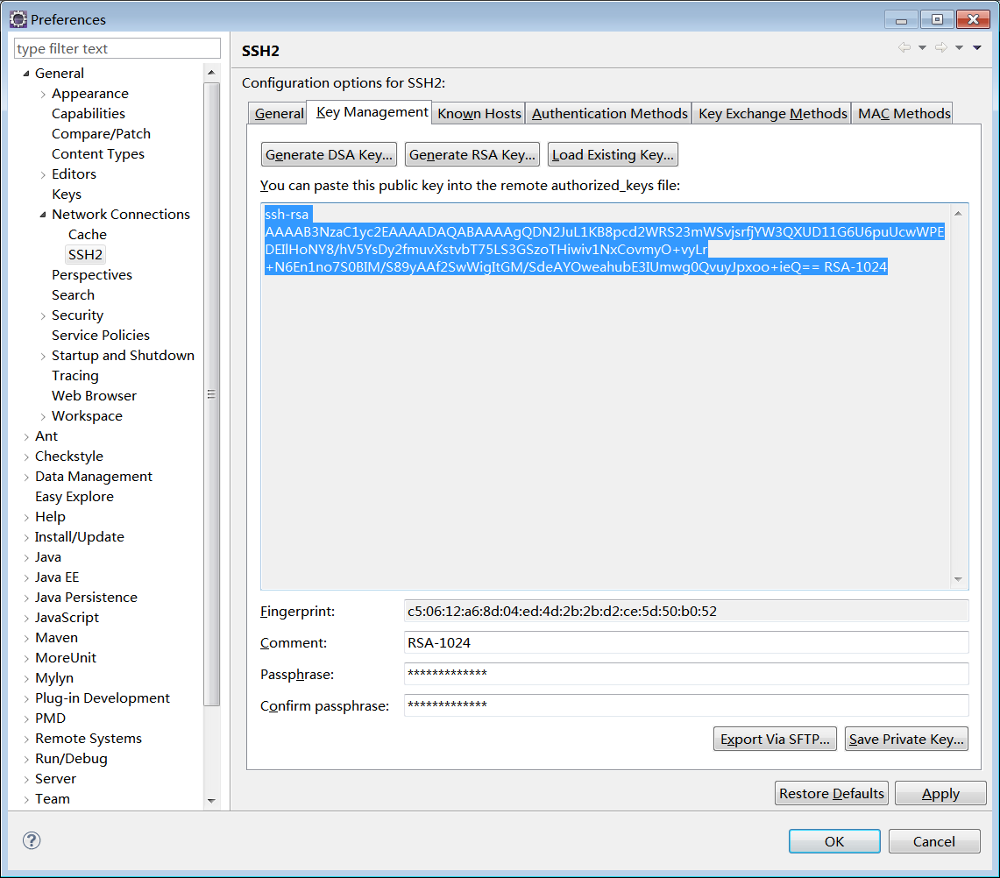 Preferences
type filter text
General
Appearance
Capabilities
Compare/Patch
Content Types
Editors
Keys
Network Connections
Cache
SSH2
Perspectives
Search
Security
Service Policies
Startup and Shutdown
Tracing
Web Browser
Workspace
Ant
Checkstyle
Data Management
Easy Explore
Help
Install/Update
Java
Java EE
Java Persistence
JavaScript
Maven
MoreUnit
Mylyn
Plug-in Development
PMD
Remote Systems
Run/Debug
Server
Team
SSH2
Configuration options for SSH2:
General Key Management Known Hosts Authentication Methods Key Exchange Methods MAC Methods
Generate DSA Key... Generate RSA Key... Load Existing Key...
You can paste this public key into the remote authorized_keys file:
ssh-rsa
AAAAB3NzaC1yc2EAAAADAQABAAAAgQDN2JuL1KB8pcd2WRS23mWSvjsrfjYW3QXUD11G6U6puUcwWPE
DEIlHoNY8/hV5YsDy2fmuvXstvbT75LS3GSzoTHiwiv1NxCovmyO+vyLr
+N6En1no7S0BIM/S89yAAf2SwWigItGM/SdeAYOweahubE3IUmwg0QvuyJpxoo+ieQ== RSA-1024
Fingerprint: c5:06:12:a6:8d:04:ed:4d:2b:2b:d2:ce:5d:50:b0:52
Comment: RSA-1024
Passphrase: *************
Confirm passphrase: *************
Export Via SFTP... Save Private Key...
Restore Defaults Apply
OK Cancel